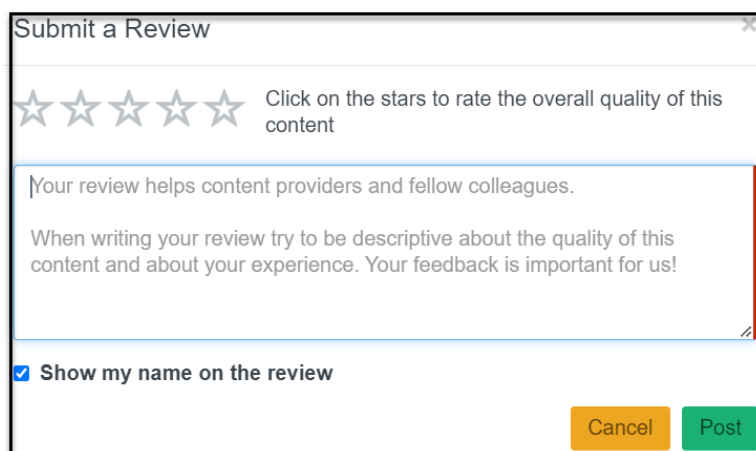 Submit a Review
Click on the stars to rate the overall quality of this
content
Your review helps content providers and fellow colleagues.
When writing your review try to be descriptive about the quality of this
content and about your experience. Your feedback is important for us!
Show my name on the review
Cancel Post